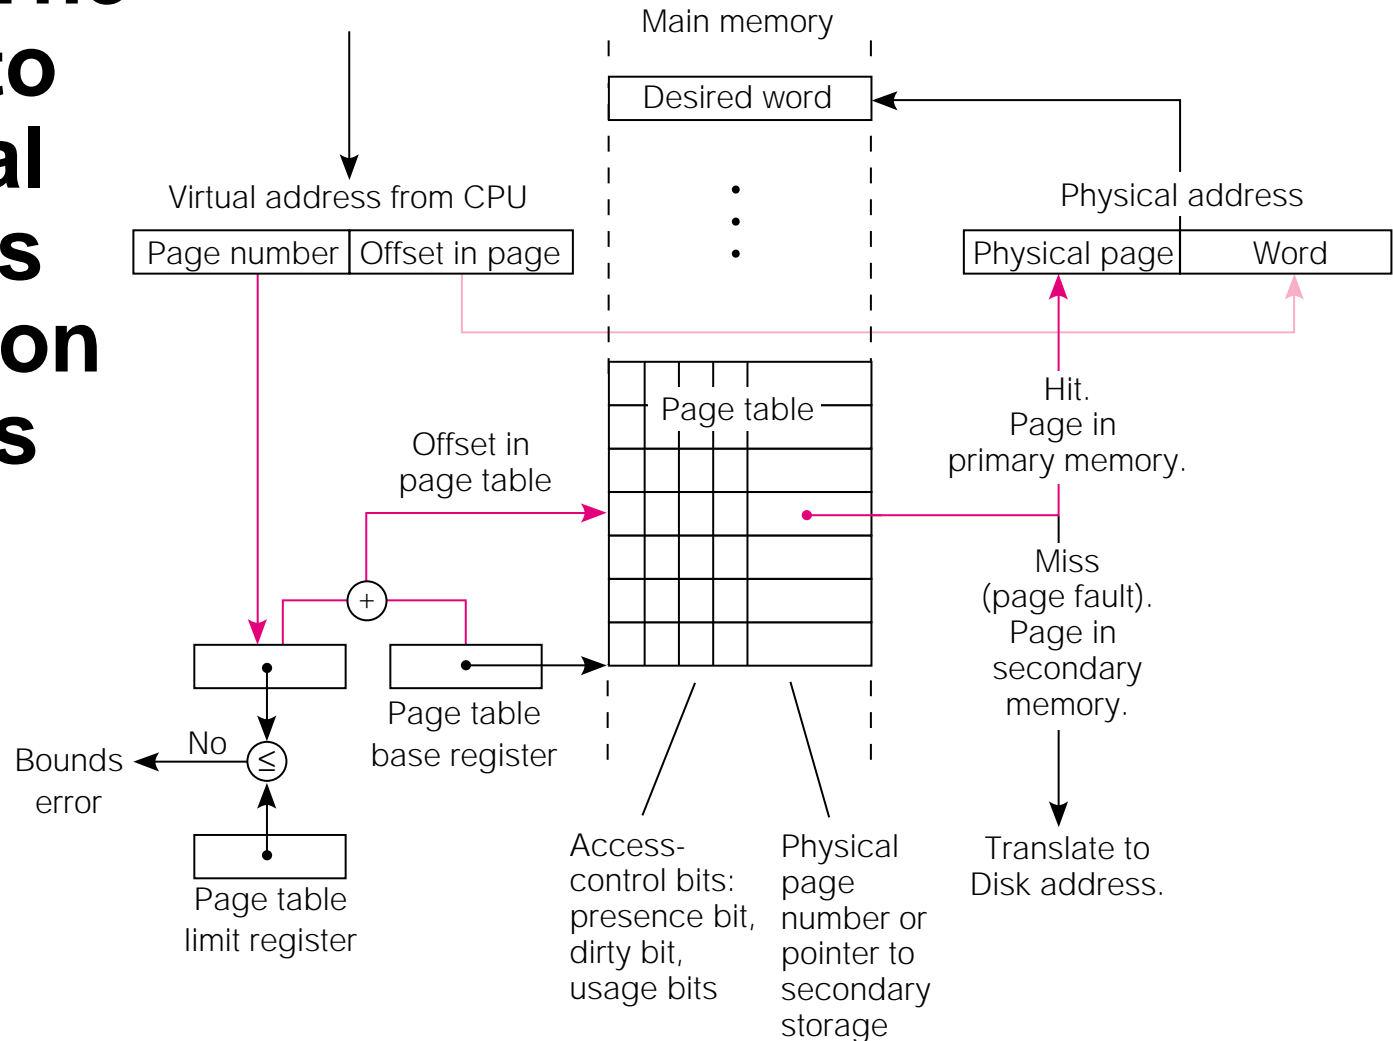 to
al
s
on
s
Main memory
Desired word
Virtual address from CPU
Page number
Offset in page
Physical address
Physical page
Word
Page table
Offset in
page table
Hit.
Page in
primary memory.
+
Miss
(page fault).
Page in
secondary
memory.
Page table
base register
No
≤
Bounds
error
Page table
limit register
Access-
control bits:
presence bit,
dirty bit,
usage bits
Physical
page
number or
pointer to
secondary
storage
Translate to
Disk address.